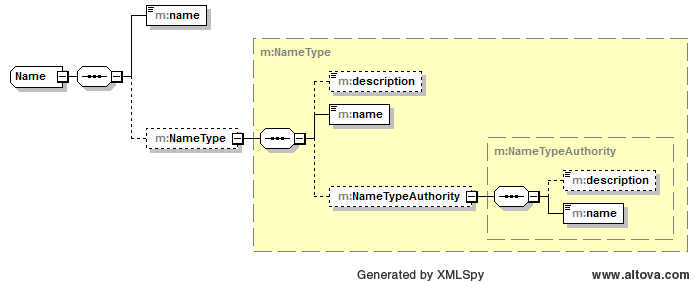 m:name
m:NameType
Name
m:description
m:name
m:NameType
m:NameTypeAuthority
m:NameTypeAuthority
m:description
m:name
Generated by XMLSpy
www.altova.com